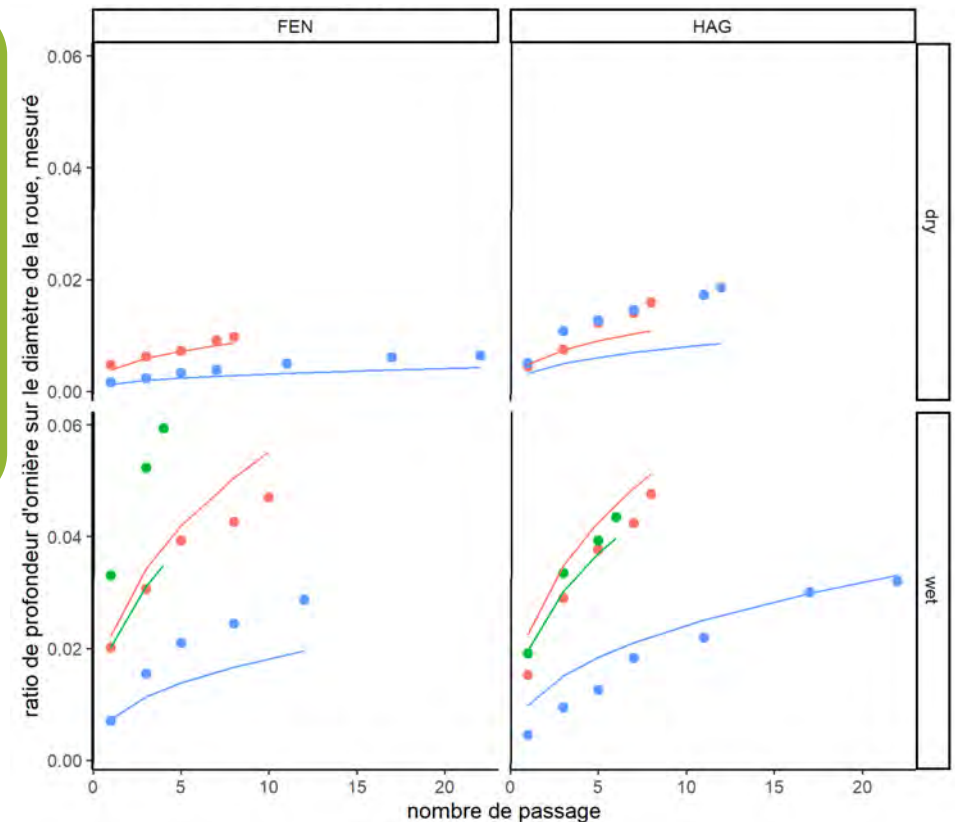 FEN
HAG
ratio de profondeur d'ornière sur le diamètre de la roue, mesuré
0.06
0.04
0.02
0.00
dry
0.06
0.04
0.02
0.00
wet
0 5 10 15 20
0 5 10 15 20
nombre de passage